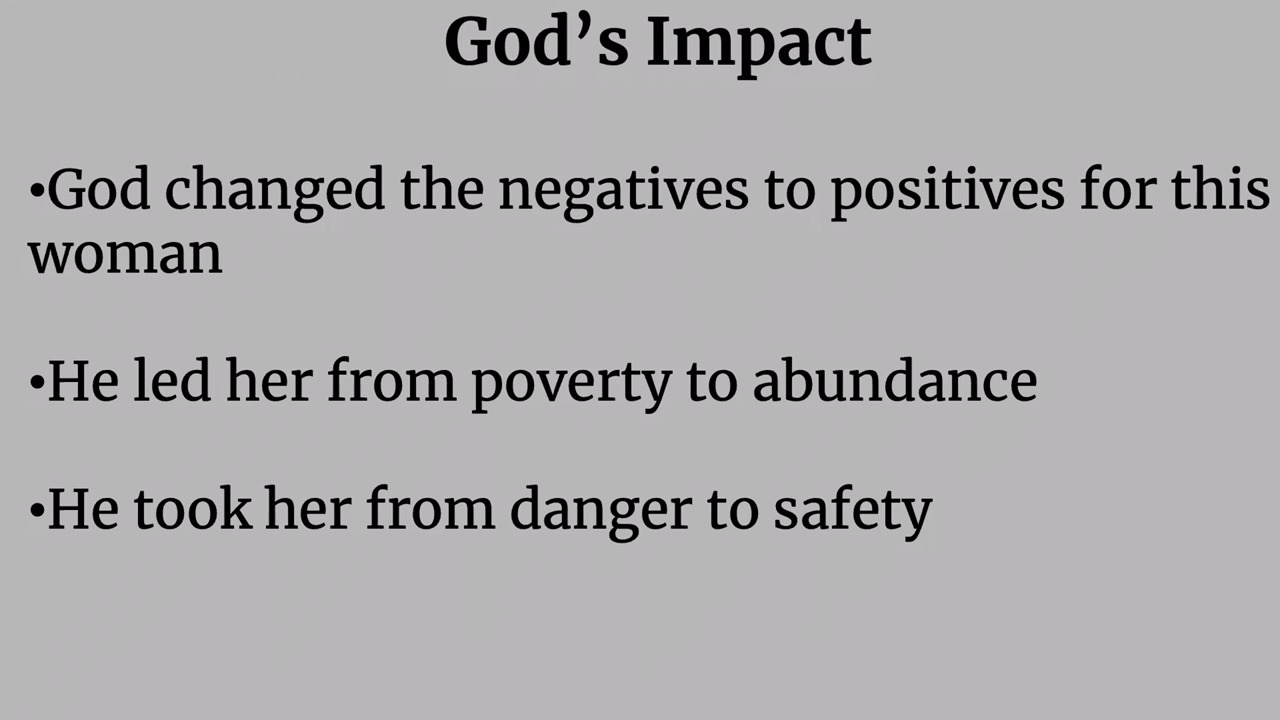 God’s Impact
•God changed the negatives to positives for this
woman
•He led her from poverty to abundance
•He took her from danger to safety